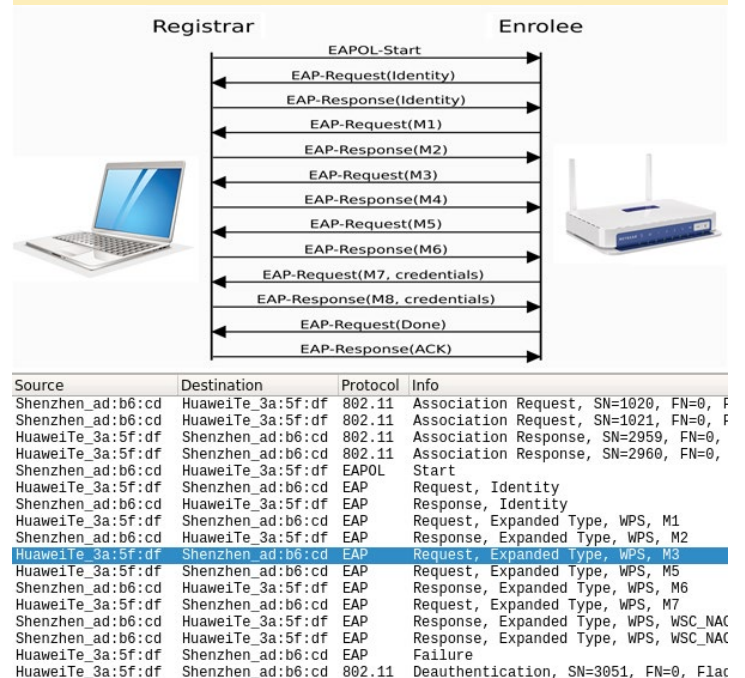 Registrar Enrolee
EAPOL-Start
EAP-Request(Identity)
EAP-Response(Identity)
EAP-Request(M1)
EAP-Response(M2)
EAP-Request(M3)
EAP-Response(M4)
EAP-Request(M5)
EAP-Response(M6)
EAP-Request(M7, credentials)
EAP-Response(M8, credentials)
EAP-Request(Done)
EAP-Response(ACK)
Source Destination Protocol Info
Shenzhen_ad:b6:cd HuaweiTe_3a:5f:df 802.11 Association Request, SN=1020, FN=0, F
Shenzhen_ad:b6:cd HuaweiTe_3a:5f:df 802.11 Association Request, SN=1021, FN=0, F
HuaweiTe_3a:5f:df Shenzhen_ad:b6:cd 802.11 Association Response, SN=2959, FN=0,
HuaweiTe_3a:5f:df Shenzhen_ad:b6:cd 802.11 Association Response, SN=2960, FN=0,
Shenzhen_ad:b6:cd HuaweiTe_3a:5f:df EAPOL Start
HuaweiTe_3a:5f:df Shenzhen_ad:b6:cd EAP Request, Identity
Shenzhen_ad:b6:cd HuaweiTe_3a:5f:df EAP Response, Identity
HuaweiTe_3a:5f:df Shenzhen_ad:b6:cd EAP Request, Expanded Type, WPS, M1
Shenzhen_ad:b6:cd HuaweiTe_3a:5f:df EAP Response, Expanded Type, WPS, M2
HuaweiTe_3a:5f:df Shenzhen_ad:b6:cd EAP Request, Expanded Type, WPS, M3
HuaweiTe_3a:5f:df Shenzhen_ad:b6:cd EAP Request, Expanded Type, WPS, M5
Shenzhen_ad:b6:cd HuaweiTe_3a:5f:df EAP Response, Expanded Type, WPS, M6
HuaweiTe_3a:5f:df Shenzhen_ad:b6:cd EAP Request, Expanded Type, WPS, M7
Shenzhen_ad:b6:cd HuaweiTe_3a:5f:df EAP Response, Expanded Type, WPS, WSC_NAC
Shenzhen_ad:b6:cd HuaweiTe_3a:5f:df EAP Response, Expanded Type, WPS, WSC_NAC
HuaweiTe_3a:5f:df Shenzhen_ad:b6:cd EAP Failure
HuaweiTe_3a:5f:df Shenzhen_ad:b6:cd 802.11 Deauthentication, SN=3051, FN=0, Flag